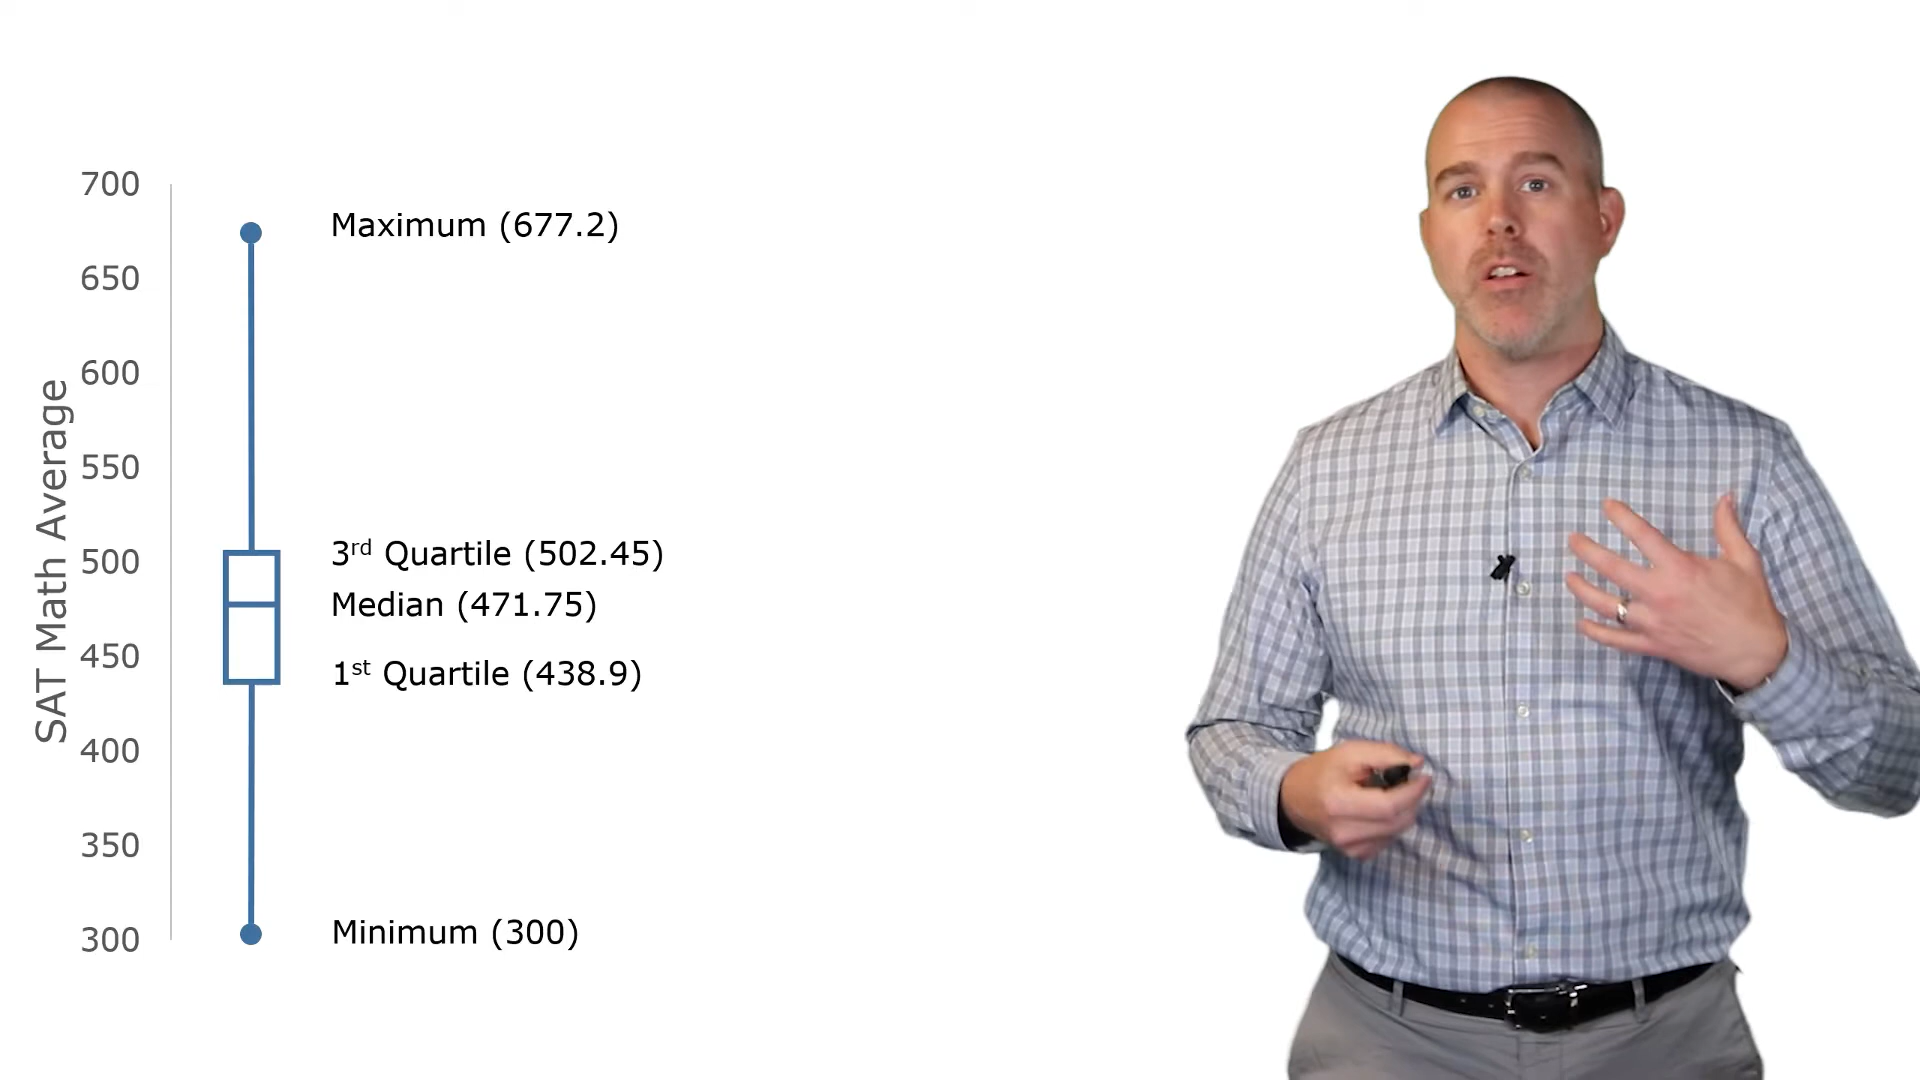 SAT Math Average
700
650
600
550
500
450
400
350
300
Maximum (677.2)
3rd Quartile (502.45)
Median (471.75)
1st Quartile (438.9)
Minimum (300)